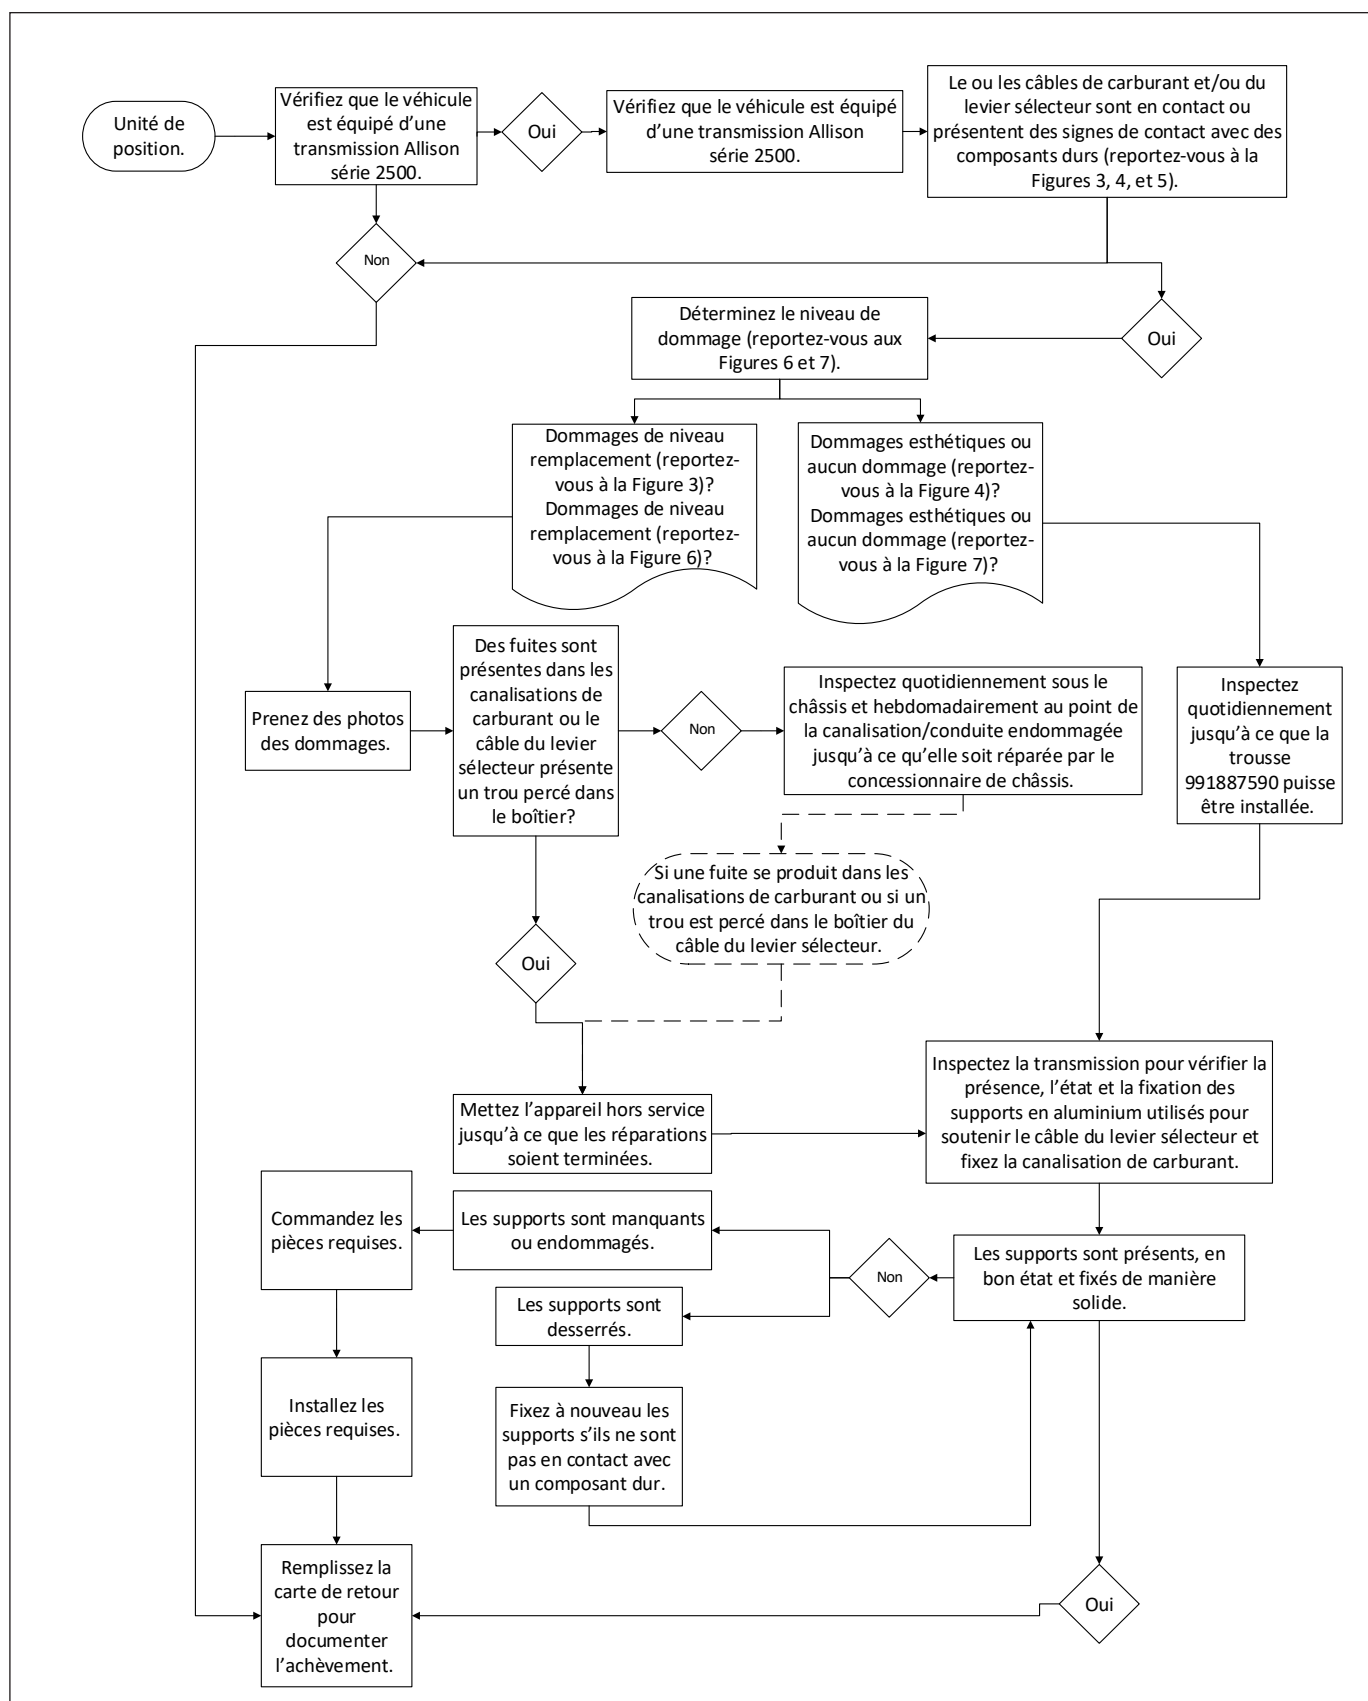 Unité de
position.
Vérifiez que le véhicule
est équipé d’une
transmission Allison
série 2500.
Oui
Vérifiez que le véhicule est équipé
d’une transmission Allison
série 2500.
Le ou les câbles de carburant et/ou du
levier sélecteur sont en contact ou
présentent des signes de contact avec des
composants durs (reportez-vous à la
Figures 3, 4, et 5).
Non
Oui
Déterminez le niveau de
dommage (reportez-vous aux
Figures 6 et 7).
Dommages de niveau
remplacement (reportez-
vous à la Figure 3)?
Dommages de niveau
remplacement (reportez-
vous à la Figure 6)?
Dommages esthétiques ou
aucun dommage (reportez-
vous à la Figure 4)?
Dommages esthétiques ou
aucun dommage (reportez-
vous à la Figure 7)?
Prenez des photos
des dommages.
Des fuites sont
présentes dans les
canalisations de
carburant ou le
câble du levier
sélecteur présente
un trou percé dans
le boîtier?
Non
Inspectez quotidiennement sous le
châssis et hebdomadairement au point de
la canalisation/conduite endommagée
jusqu’à ce qu’elle soit réparée par le
concessionnaire de châssis.
Inspectez
quotidiennement
jusqu’à ce que la
trousse
991887590 puisse
être installée.
Si une fuite se produit dans les
canalisations de carburant ou si un
trou est percé dans le boîtier du
câble du levier sélecteur.
Oui
Mettez l’appareil hors service
jusqu’à ce que les réparations
soient terminées.
Inspectez la transmission pour vérifier la
présence, l’état et la fixation des
supports en aluminium utilisés pour
soutenir le câble du levier sélecteur et
fixez la canalisation de carburant.
Commandez les
pièces requises.
Les supports sont manquants
ou endommagés.
Non
Les supports sont présents, en
bon état et fixés de manière
solide.
Les supports sont
desserrés.
Installez les
pièces requises.
Fixez à nouveau les
supports s’ils ne sont
pas en contact avec
un composant dur.
Remplissez la
carte de retour
pour
documenter
l’achèvement.
Oui